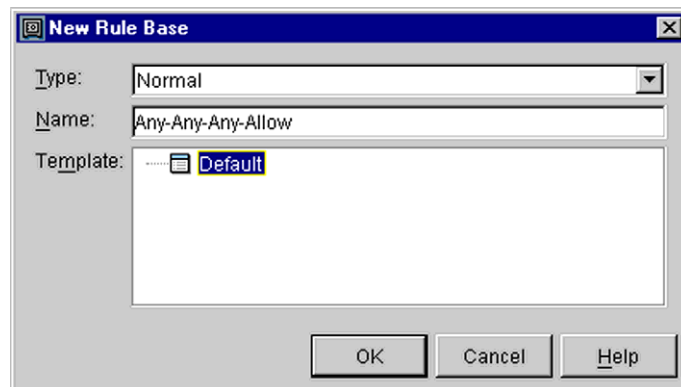 New Rule Base
Type: Normal
Name: Any-Any-Any-Allow
Template: Default
OK Cancel Help